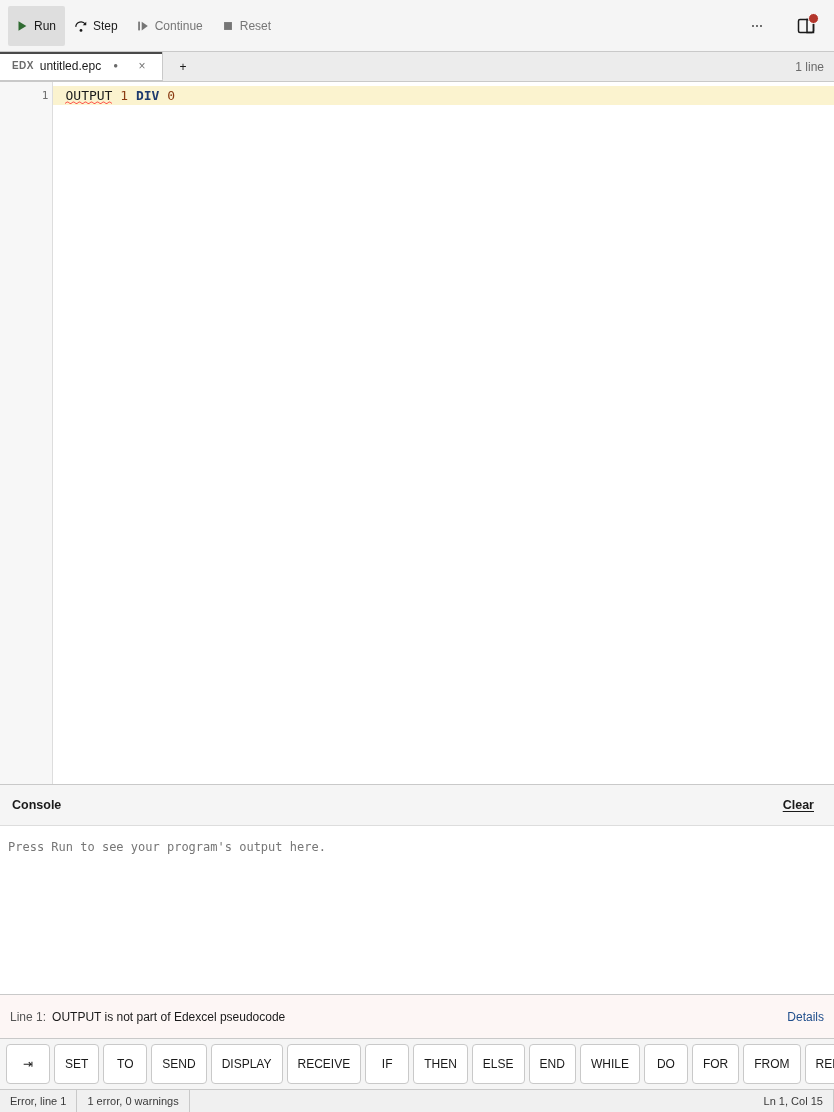 Run Step Continue Reset ···
EDX untitled.epc • × + 1 line
1 OUTPUT 1 DIV 0
Console Clear
Press Run to see your program's output here.
Line 1: OUTPUT is not part of Edexcel pseudocode Details
⇥ SET TO SEND DISPLAY RECEIVE IF THEN ELSE END WHILE DO FOR FROM
Error, line 1 1 error, 0 warnings Ln 1, Col 15